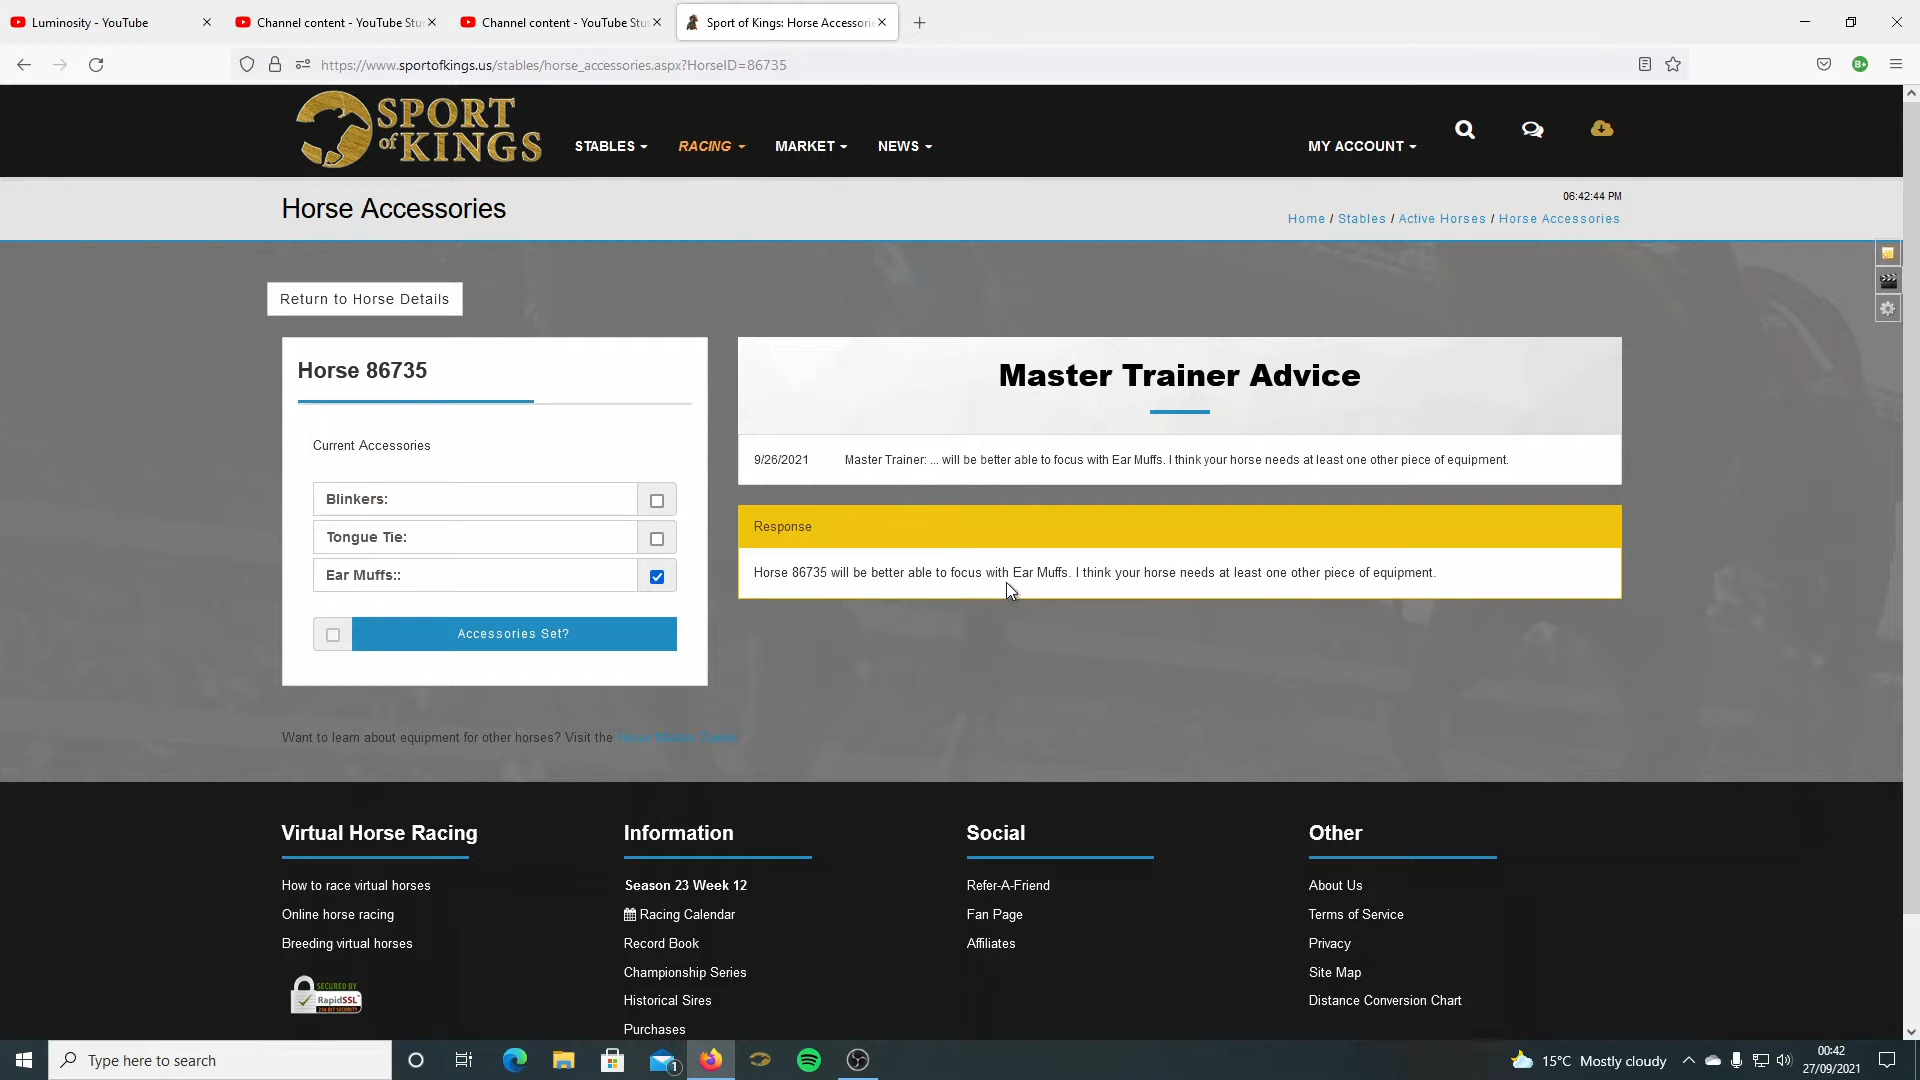 Luminosity - YouTube
Channel content - YouTube Stu
Channel content - YouTube Stu
Sport of Kings: Horse Accessorie
https://www.sportofkings.us/stables/horse_accessories.aspx?HorseID=86735
SPORT of KINGS
STABLES
RACING
MARKET
NEWS
MY ACCOUNT
Horse Accessories
06:42:44 PM
Home / Stables / Active Horses / Horse Accessories
Return to Horse Details
Horse 86735
Current Accessories
Blinkers:
Tongue Tie:
Ear Muffs::
Accessories Set?
Master Trainer Advice
9/26/2021 Master Trainer: ... will be better able to focus with Ear Muffs. I think your horse needs at least one other piece of equipment.
Response
Horse 86735 will be better able to focus with Ear Muffs. I think your horse needs at least one other piece of equipment.
Want to learn about equipment for other horses? Visit the
Virtual Horse Racing
How to race virtual horses
Online horse racing
Breeding virtual horses
SECURED BY
RapidSSL
Information
Season 23 Week 12
Racing Calendar
Record Book
Championship Series
Historical Sires
Purchases
Social
Refer-A-Friend
Fan Page
Affiliates
Other
About Us
Terms of Service
Privacy
Site Map
Distance Conversion Chart
Type here to search
1
15°C Mostly cloudy
00:42
27/09/2021